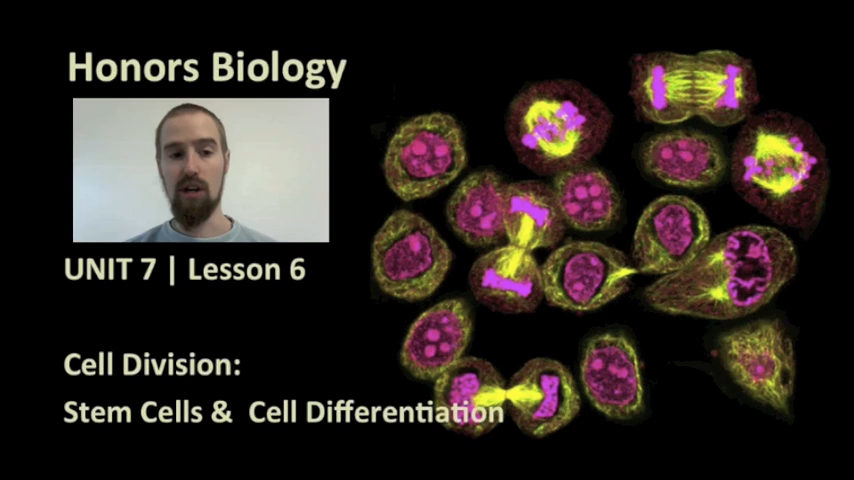 Honors Biology
UNIT 7 | Lesson 6
Cell Division:
Stem Cells & Cell Differentiation